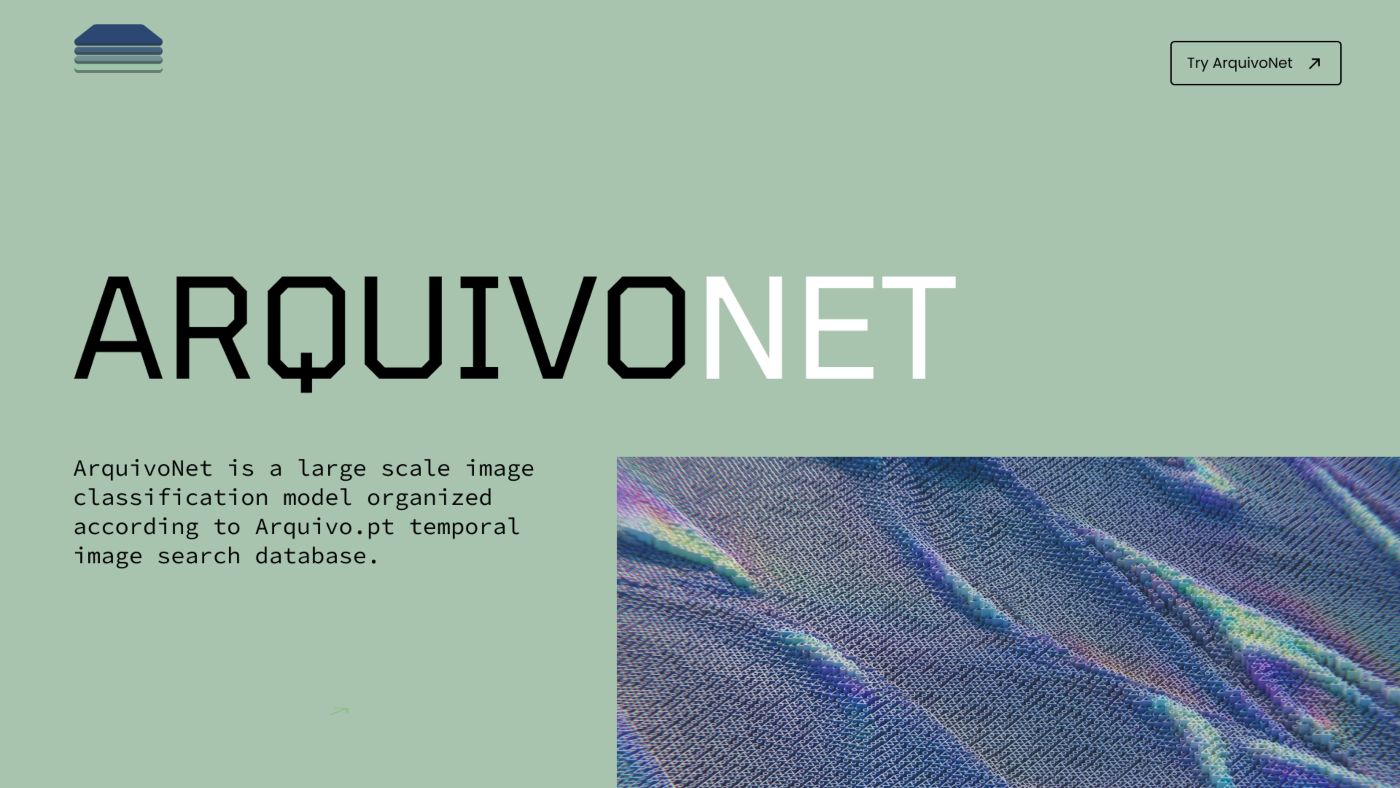 Try ArquivoNet
ARQUIVONET
ArquivoNet is a large scale image
classification model organized
according to Arquivo.pt temporal
image search database.